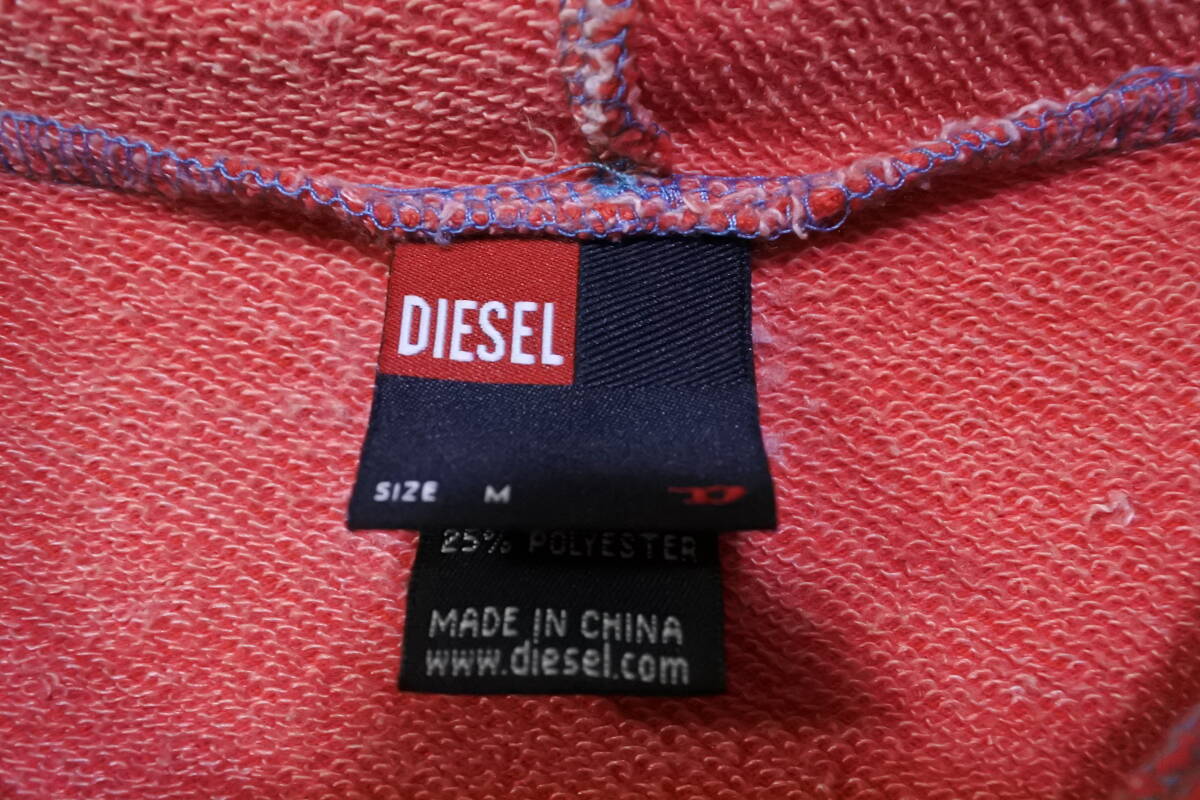 DIESEL
SIZE M
25% POLYESTER
MADE IN CHINA
www.diesel.com